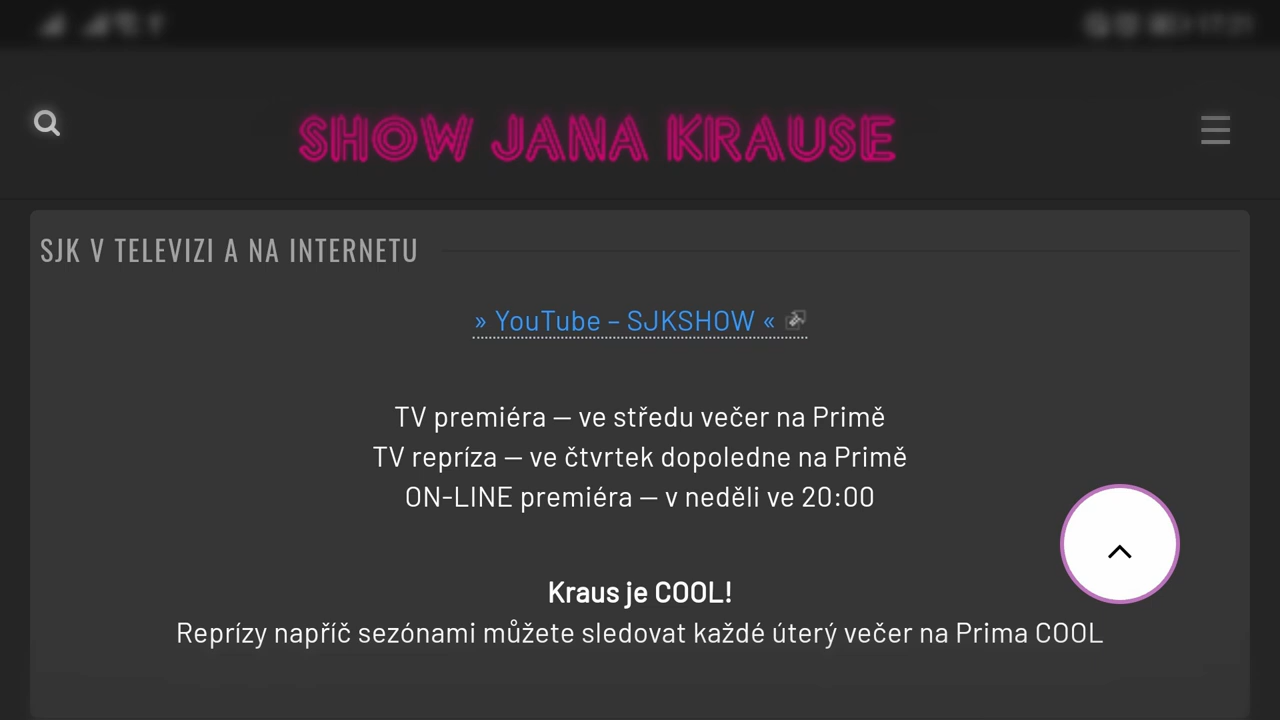 SHOW JANA KRAUSE
SJK V TELEVIZI A NA INTERNETU
» YouTube – SJKSHOW «
TV premiéra — ve středu večer na Primě
TV repríza — ve čtvrtek dopoledne na Primě
ON-LINE premiéra — v neděli ve 20:00
Kraus je COOL!
Reprízy napříč sezónami můžete sledovat každé úterý večer na Prima COOL